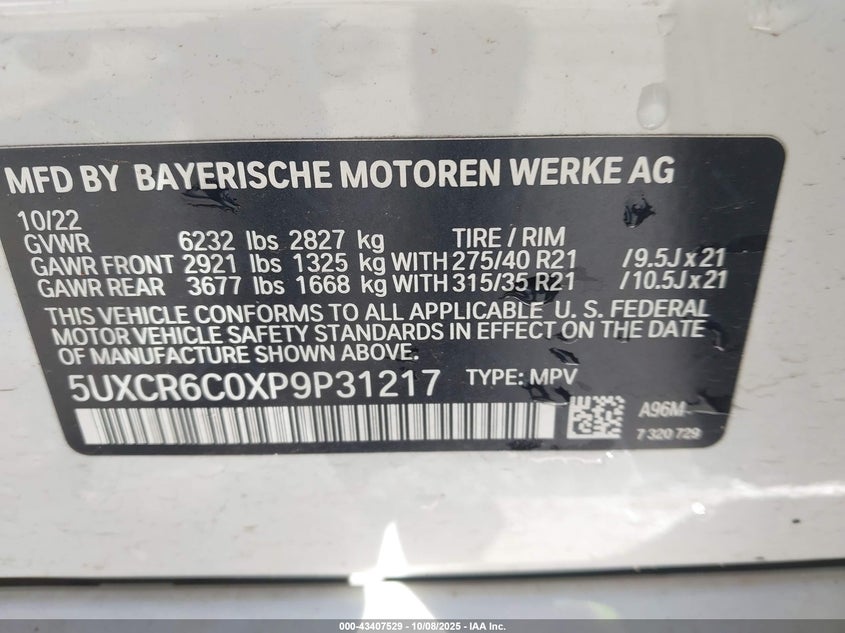 MFD BY BAYERISCHE MOTOREN WERKE AG
10/22
GVWR 6232 lbs 2827 kg TIRE / RIM
GAWR FRONT 2921 lbs 1325 kg WITH 275/40 R21 / 9.5J x 21
GAWR REAR 3677 lbs 1668 kg WITH 315/35 R21 / 10.5J x 21
THIS VEHICLE CONFORMS TO ALL APPLICABLE U. S. FEDERAL
MOTOR VEHICLE SAFETY STANDARDS IN EFFECT ON THE DATE
OF MANUFACTURE SHOWN ABOVE.
5UXCR6C0XP9P31217 TYPE: MPV
A96M
7 320 729
000-43407529 - 10/08/2025 - IAA Inc.